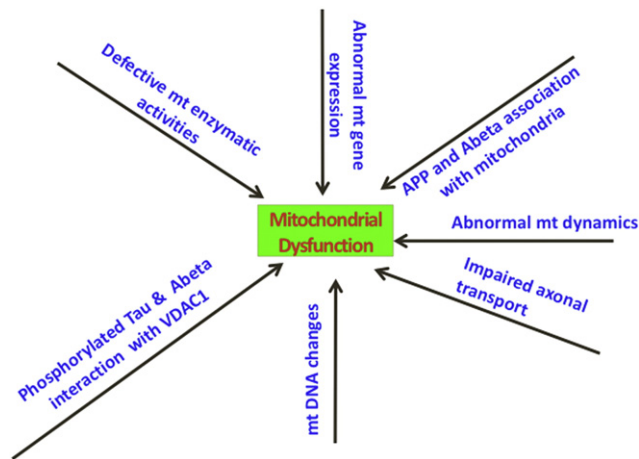 Defective mt enzymatic
activities
Abnormal mt gene
expression
APP and Abeta association
with mitochondria
Mitochondrial
Dysfunction
Abnormal mt dynamics
Impaired axonal
transport
Phosphorylated Tau & Abeta
interaction with VDAC1
mt DNA changes